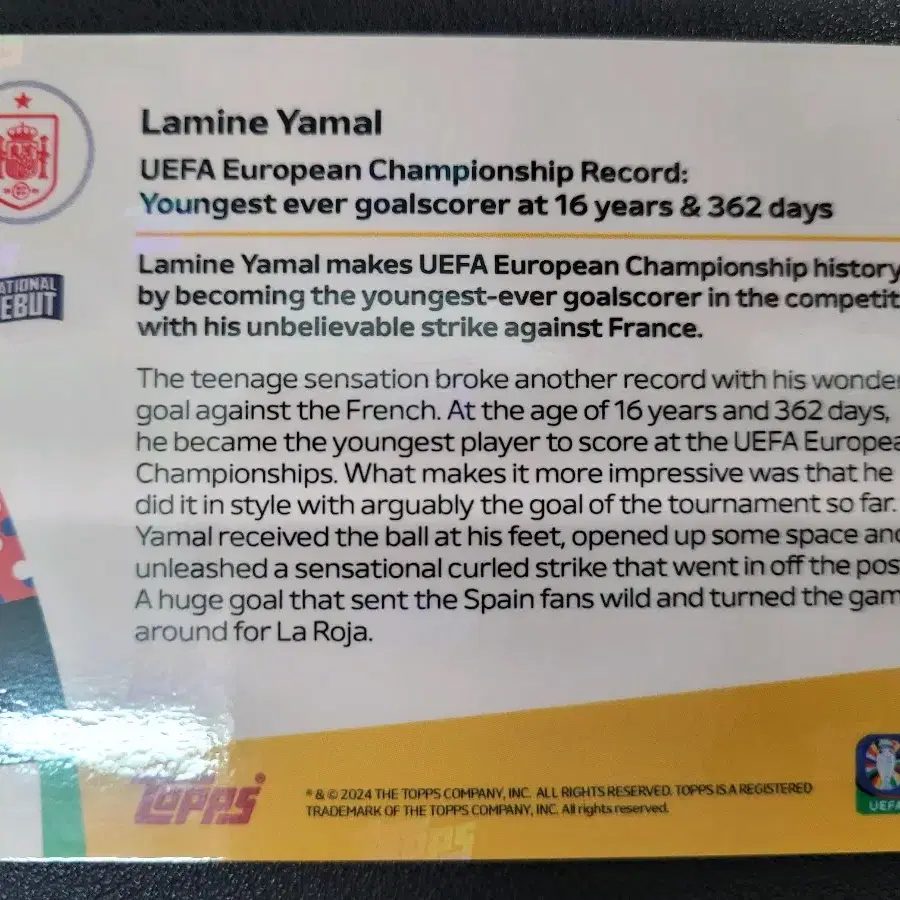 Lamine Yamal
UEFA European Championship Record:
Youngest ever goalscorer at 16 years & 362 days
ATIONAL
EBUT
Lamine Yamal makes UEFA European Championship history
by becoming the youngest-ever goalscorer in the competit
with his unbelievable strike against France.
The teenage sensation broke another record with his wonder
goal against the French. At the age of 16 years and 362 days,
he became the youngest player to score at the UEFA Europea
Championships. What makes it more impressive was that he
did it in style with arguably the goal of the tournament so far.
Yamal received the ball at his feet, opened up some space and
unleashed a sensational curled strike that went in off the pos
A huge goal that sent the Spain fans wild and turned the gam
around for La Roja.
Topps®
® & © 2024 THE TOPPS COMPANY, INC. ALL RIGHTS RESERVED. TOPPS IS A REGISTERED
TRADEMARK OF THE TOPPS COMPANY, INC. All rights reserved.
UEFA